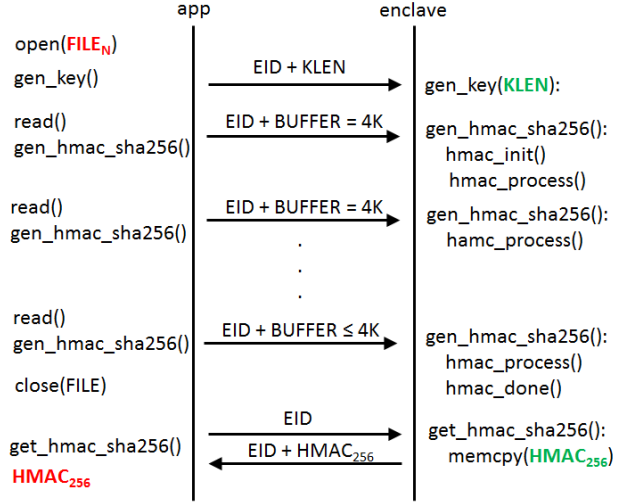 app enclave
open(FILE_N)
gen_key() EID + KLEN gen_key(KLEN):
read() EID + BUFFER = 4K gen_hmac_sha256():
gen_hmac_sha256() hmac_init()
hmac_process()
read() EID + BUFFER = 4K gen_hmac_sha256():
gen_hmac_sha256() hamc_process()
.
.
.
read() EID + BUFFER ≤ 4K gen_hmac_sha256():
gen_hmac_sha256() hmac_process()
close(FILE) hmac_done()
EID
get_hmac_sha256() get_hmac_sha256():
EID + HMAC₂₅₆ memcpy(HMAC₂₅₆)
HMAC₂₅₆